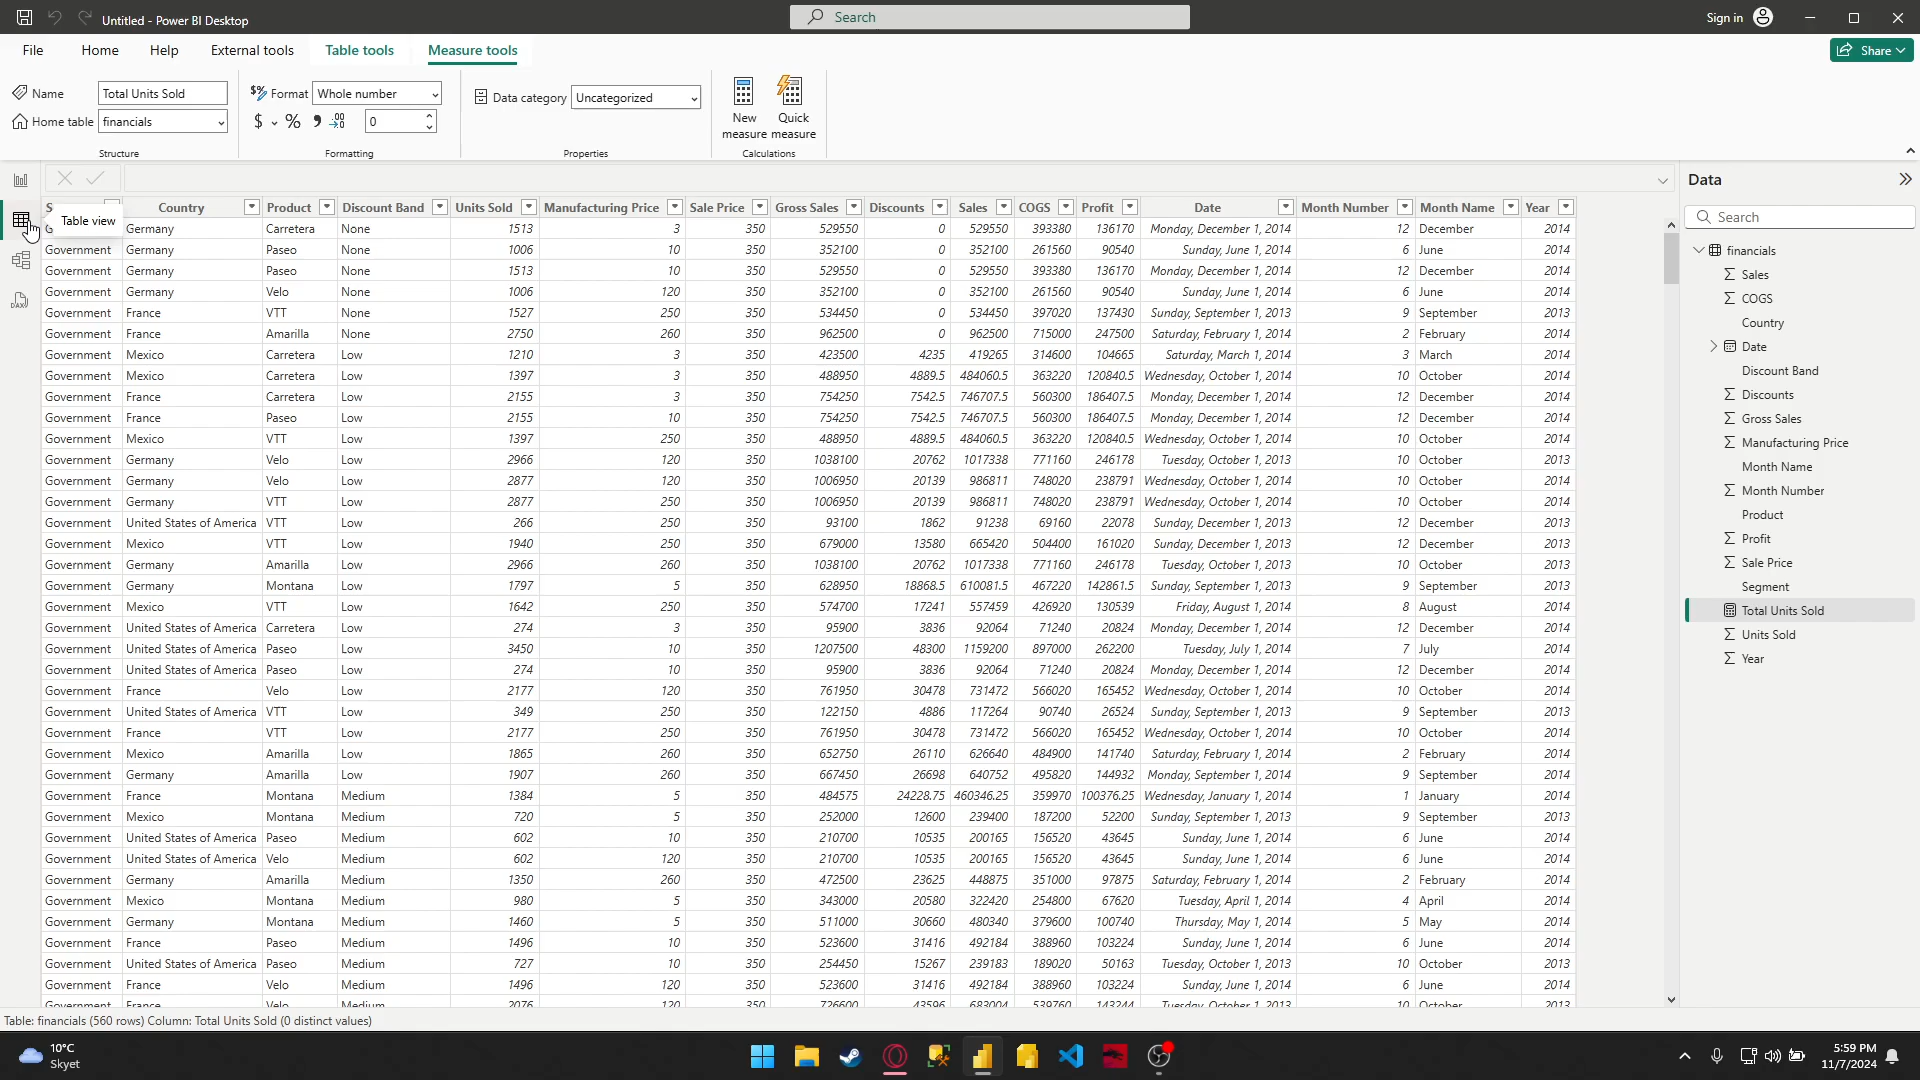 Untitled - Power BI Desktop
Search
Sign in
File Home Help External tools Table tools Measure tools
Share
Name Total Units Sold
Home table financials
Structure
Format Whole number
$ % 9 .00 0
Formatting
Data category Uncategorized
Properties
New measure
Quick measure
Calculations
Table view
Country Product Discount Band Units Sold Manufacturing Price Sale Price Gross Sales Discounts Sales COGS Profit Date Month Number Month Name Year
Germany Carretera None 1513 3 350 529550 0 529550 393380 136170 Monday, December 1, 2014 12 December 2014
Government Germany Paseo None 1006 10 350 352100 0 352100 261560 90540 Sunday, June 1, 2014 6 June 2014
Government Germany Paseo None 1513 10 350 529550 0 529550 393380 136170 Monday, December 1, 2014 12 December 2014
Government Germany Velo None 1006 120 350 352100 0 352100 261560 90540 Sunday, June 1, 2014 6 June 2014
Government France VTT None 1527 250 350 534450 0 534450 397020 137430 Sunday, September 1, 2013 9 September 2013
Government France Amarilla None 2750 260 350 962500 0 962500 715000 247500 Saturday, February 1, 2014 2 February 2014
Government Mexico Carretera Low 1210 3 350 423500 4235 419265 314600 104665 Saturday, March 1, 2014 3 March 2014
Government Mexico Carretera Low 1397 3 350 488950 4889.5 484060.5 363220 120840.5 Wednesday, October 1, 2014 10 October 2014
Government France Carretera Low 2155 3 350 754250 7542.5 746707.5 560300 186407.5 Monday, December 1, 2014 12 December 2014
Government France Paseo Low 2155 10 350 754250 7542.5 746707.5 560300 186407.5 Monday, December 1, 2014 12 December 2014
Government Mexico VTT Low 1397 250 350 488950 4889.5 484060.5 363220 120840.5 Wednesday, October 1, 2014 10 October 2014
Government Germany Velo Low 2966 120 350 1038100 20762 1017338 771160 246178 Tuesday, October 1, 2013 10 October 2013
Government Germany Velo Low 2877 120 350 1006950 20139 986811 748020 238791 Wednesday, October 1, 2014 10 October 2014
Government Germany VTT Low 2877 250 350 1006950 20139 986811 748020 238791 Wednesday, October 1, 2014 10 October 2014
Government United States of America VTT Low 266 250 350 93100 1862 91238 69160 22078 Sunday, December 1, 2013 12 December 2013
Government Mexico VTT Low 1940 250 350 679000 13580 665420 504400 161020 Sunday, December 1, 2013 12 December 2013
Government Germany Amarilla Low 2966 260 350 1038100 20762 1017338 771160 246178 Tuesday, October 1, 2013 10 October 2013
Government Germany Montana Low 1797 5 350 628950 18868.5 610081.5 467220 142861.5 Sunday, September 1, 2013 9 September 2013
Government Mexico VTT Low 1642 250 350 574700 17241 557459 426920 130539 Friday, August 1, 2014 8 August 2014
Government United States of America Carretera Low 274 3 350 95900 3836 92064 71240 20824 Monday, December 1, 2014 12 December 2014
Government United States of America Paseo Low 3450 10 350 1207500 48300 1159200 897000 262200 Tuesday, July 1, 2014 7 July 2014
Government United States of America Paseo Low 274 10 350 95900 3836 92064 71240 20824 Monday, December 1, 2014 12 December 2014
Government France Velo Low 2177 120 350 761950 30478 731472 566020 165452 Wednesday, October 1, 2014 10 October 2014
Government United States of America VTT Low 349 250 350 122150 4886 117264 90740 26524 Sunday, September 1, 2013 9 September 2013
Government France VTT Low 2177 250 350 761950 30478 731472 566020 165452 Wednesday, October 1, 2014 10 October 2014
Government Mexico Amarilla Low 1865 260 350 652750 26110 626640 484900 141740 Saturday, February 1, 2014 2 February 2014
Government Germany Amarilla Low 1907 260 350 667450 26698 640752 495820 144932 Monday, September 1, 2014 9 September 2014
Government France Montana Medium 1384 5 350 484575 24228.75 460346.25 359970 100376.25 Wednesday, January 1, 2014 1 January 2014
Government Mexico Montana Medium 720 5 350 252000 12600 239400 187200 52200 Sunday, September 1, 2013 9 September 2013
Government United States of America Paseo Medium 602 10 350 210700 10535 200165 156520 43645 Sunday, June 1, 2014 6 June 2014
Government United States of America Velo Medium 602 120 350 210700 10535 200165 156520 43645 Sunday, June 1, 2014 6 June 2014
Government Germany Amarilla Medium 1350 260 350 472500 23625 448875 351000 97875 Saturday, February 1, 2014 2 February 2014
Government Mexico Montana Medium 980 5 350 343000 20580 322420 254800 67620 Tuesday, April 1, 2014 4 April 2014
Government Germany Montana Medium 1460 5 350 511000 30660 480340 379600 100740 Thursday, May 1, 2014 5 May 2014
Government France Paseo Medium 1496 10 350 523600 31416 492184 388960 103224 Sunday, June 1, 2014 6 June 2014
Government United States of America Paseo Medium 727 10 350 254450 15267 239183 189020 50163 Tuesday, October 1, 2013 10 October 2013
Government France Velo Medium 1496 120 350 523600 31416 492184 388960 103224 Sunday, June 1, 2014 6 June 2014
Government France Velo Medium 2076 120 350 726600 43596 683004 539760 143244 Tuesday, October 1, 2013 10 October 2013
Table: financials (560 rows) Column: Total Units Sold (0 distinct values)
Data
Search
financials
Sales
COGS
Country
Date
Discount Band
Discounts
Gross Sales
Manufacturing Price
Month Name
Month Number
Product
Profit
Sale Price
Segment
Total Units Sold
Units Sold
Year
10°C
Skyet
5:59 PM
11/7/2024